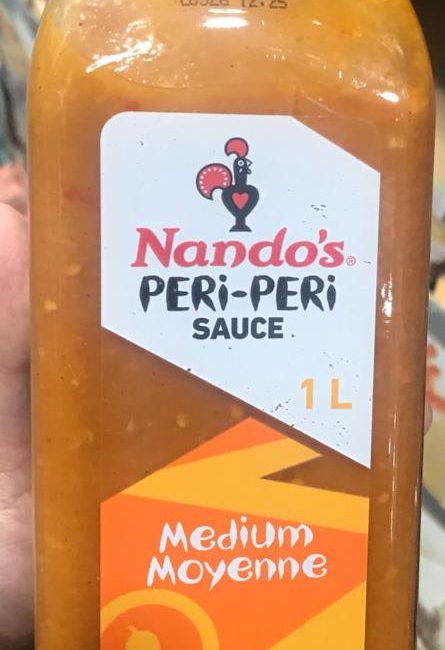 Nando's®
PERi-PERi
SAUCE
1 L
Medium
Moyenne